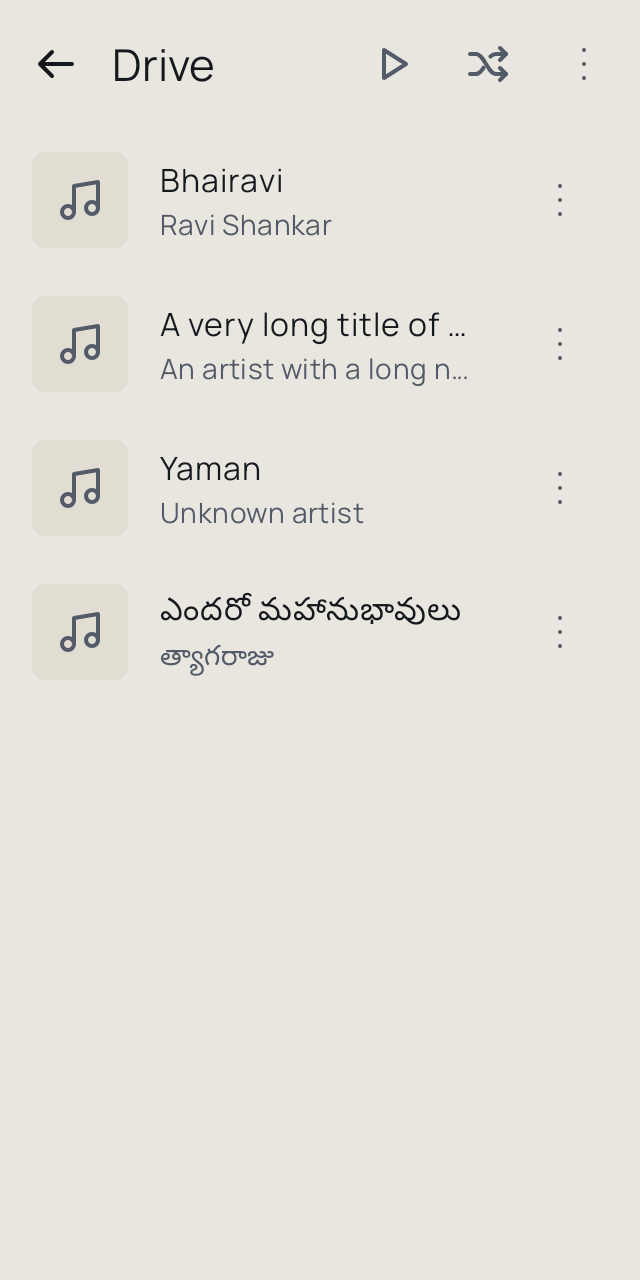 Drive
Bhairavi
Ravi Shankar
A very long title of ...
An artist with a long n...
Yaman
Unknown artist
ఎందరో మహానుభావులు
త్యాగరాజు